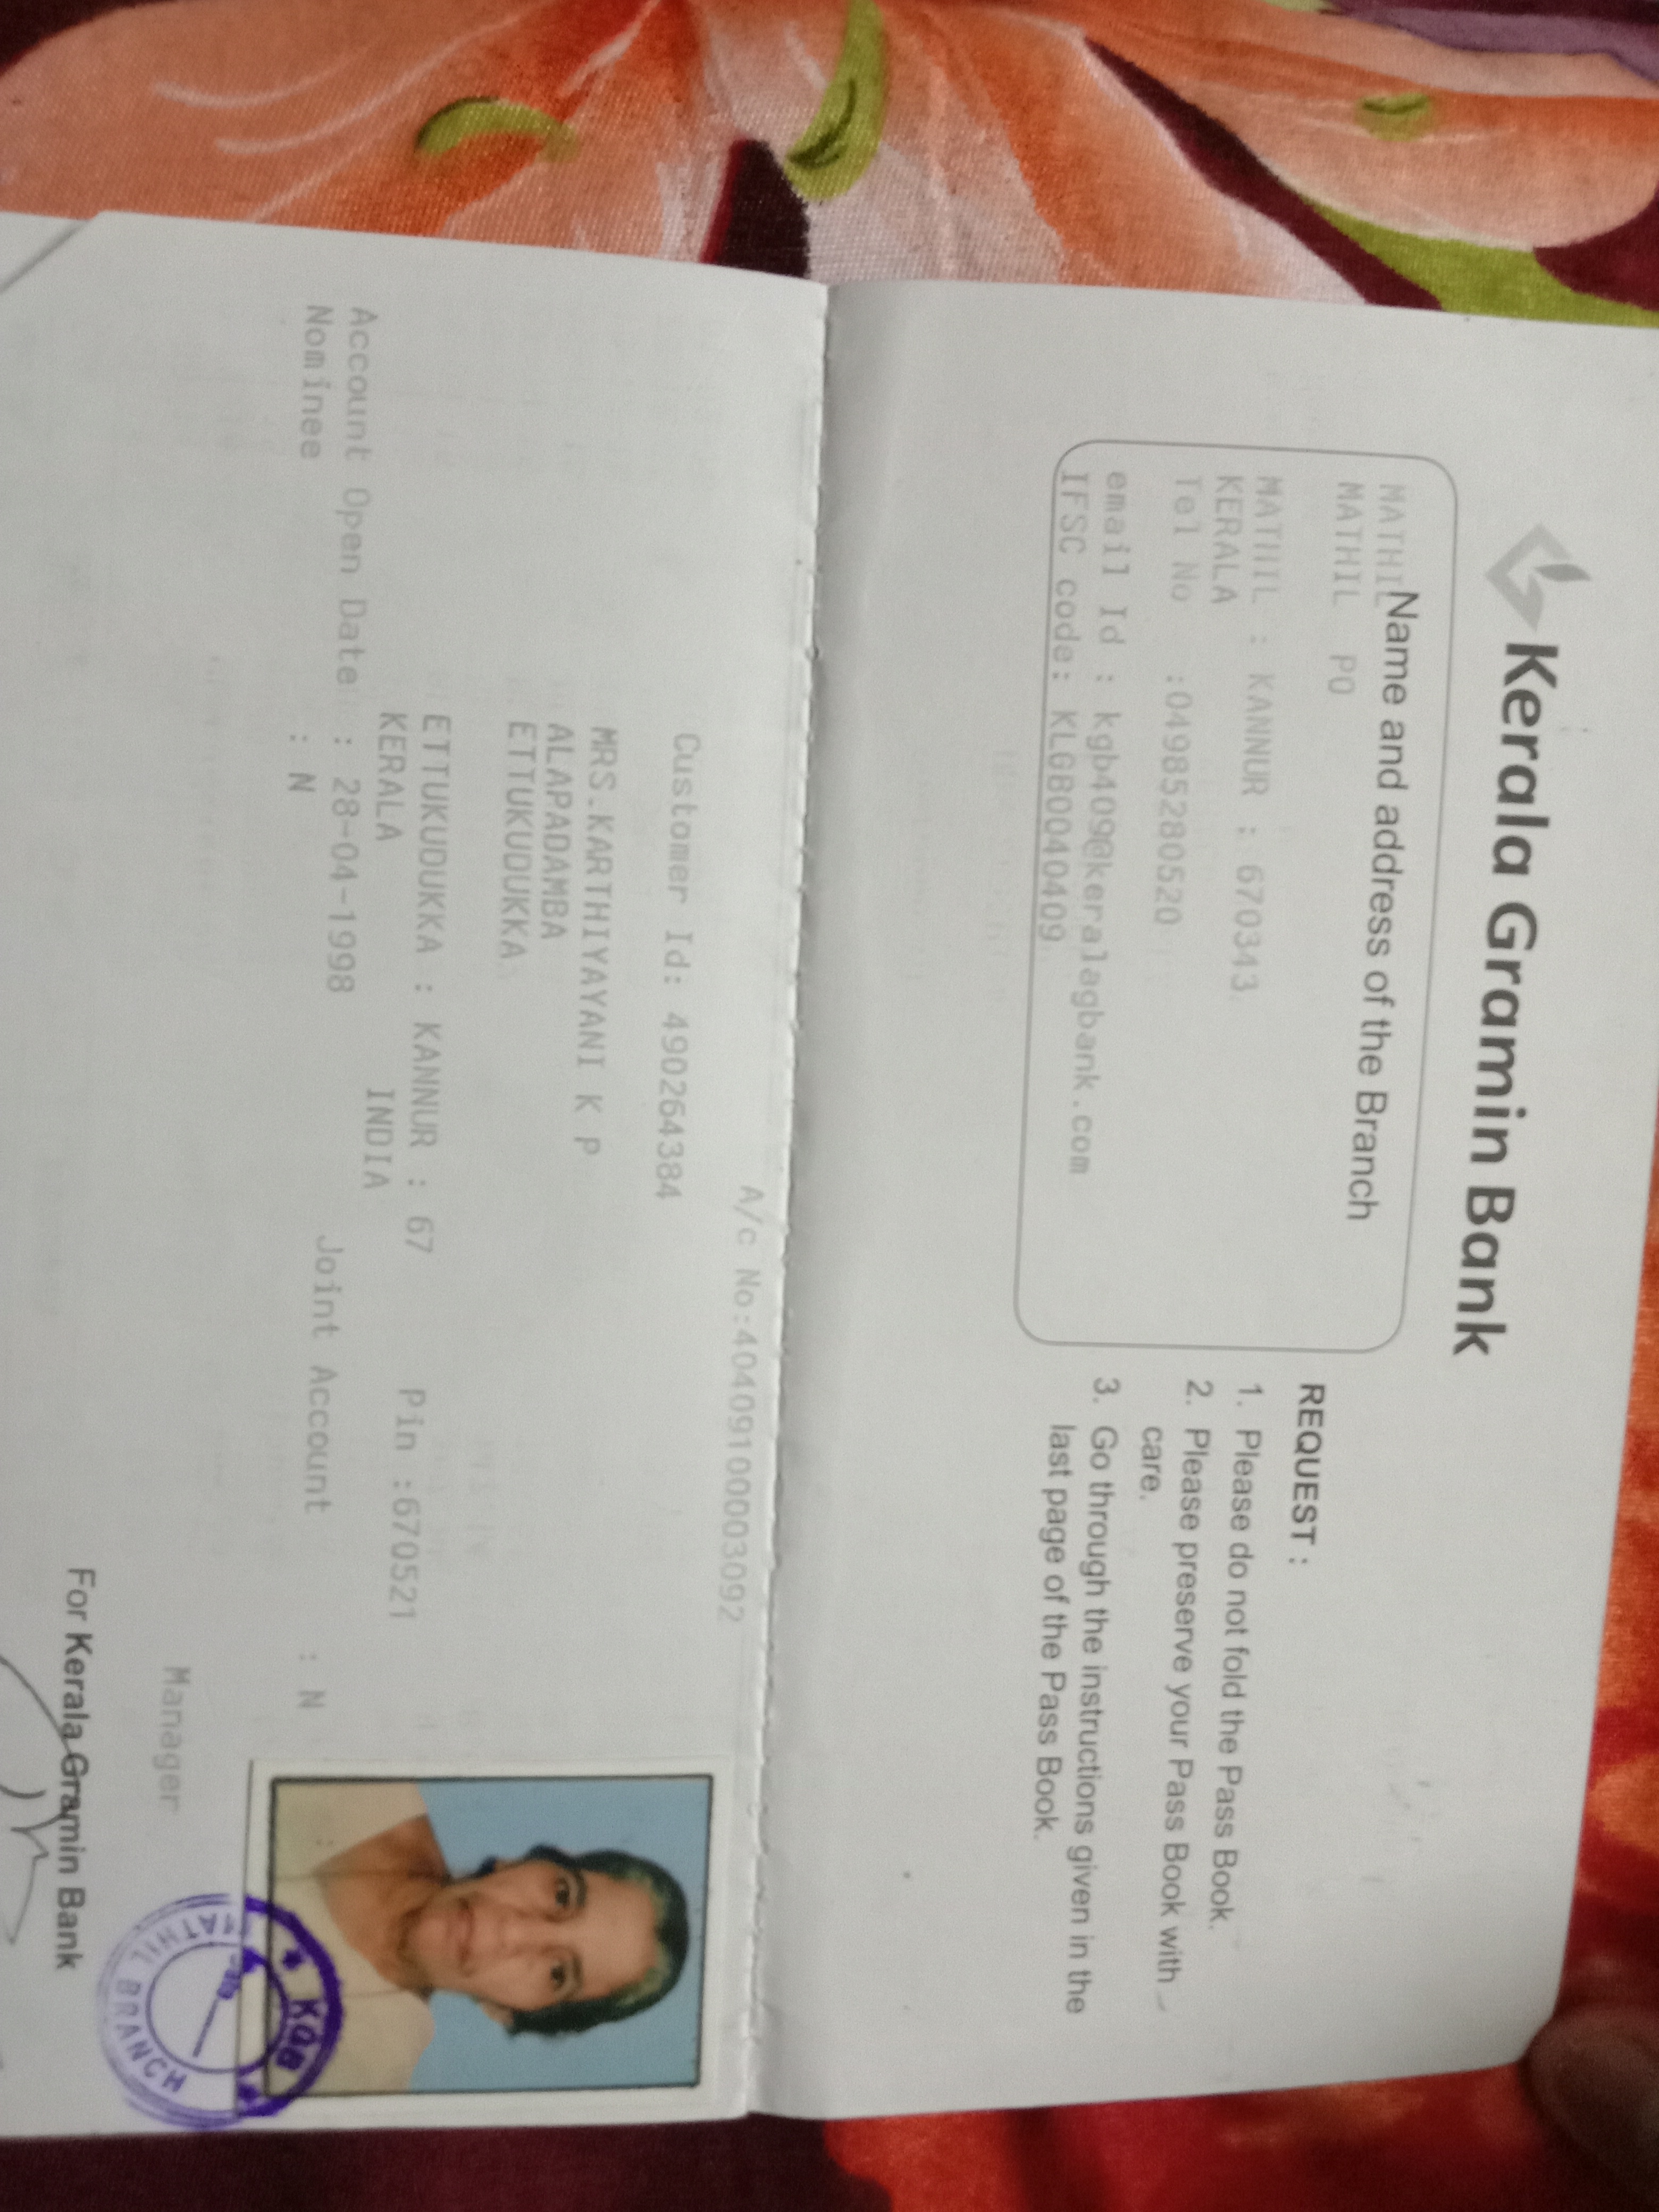 Kerala Gramin Bank
Name and address of the Branch
MATHIL
MATHIL PO
MATHIL : KANNUR : 670343.
KERALA
Tel No :04985280520
email Id : kgb409@keralagbank.com
IFSC code: KLGB0040409
REQUEST :
1. Please do not fold the Pass Book.
2. Please preserve your Pass Book with
care.
3. Go through the instructions given in the
last page of the Pass Book.
A/c No:40409100003092
Customer Id: 490264384
MRS.KARTHIYAYANI K P
ALAPADAMBA
ETTUKUDUKKA
ETTUKUDUKKA : KANNUR : 67 Pin :670521
KERALA INDIA
Account Open Date : 28-04-1998 Joint Account : N
Nominee : N
Manager
For Kerala Gramin Bank
KGB
MATHIL BRANCH